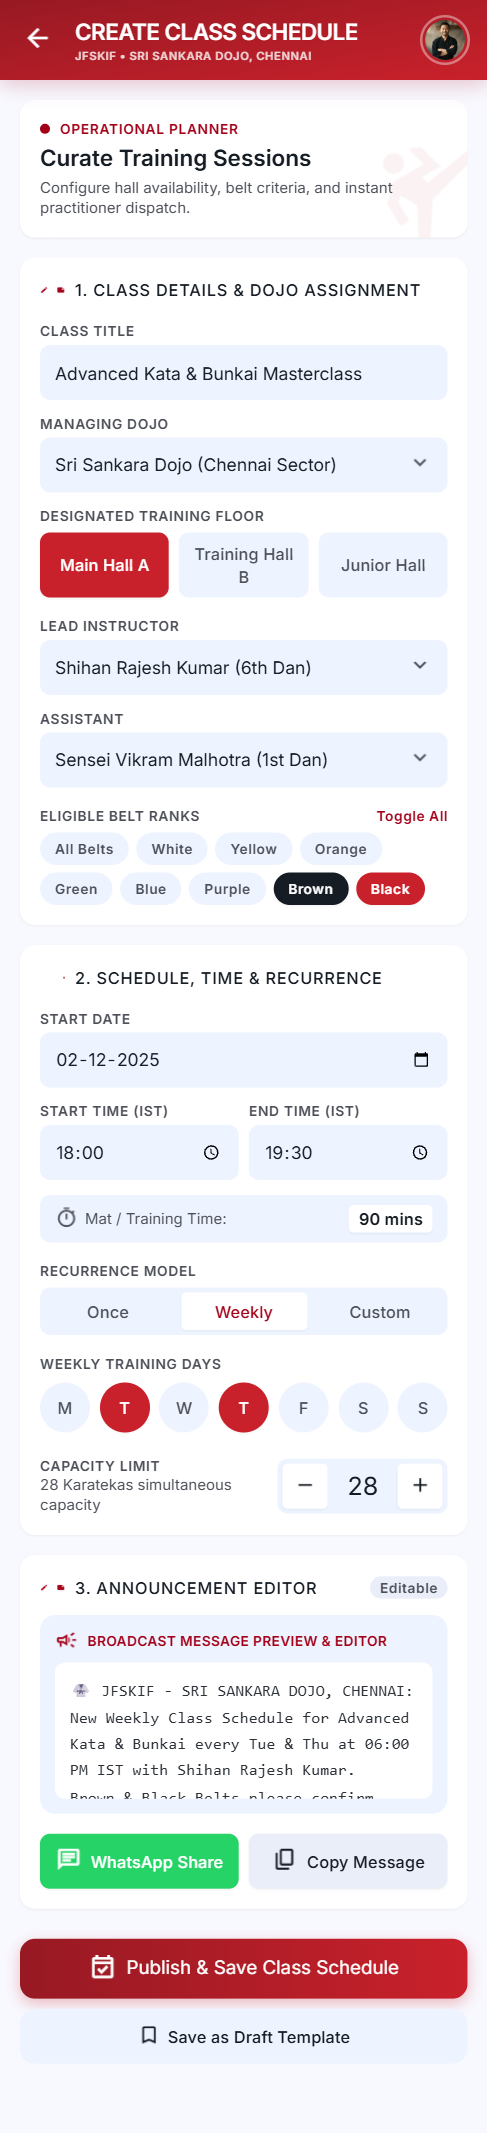 CREATE CLASS SCHEDULE
JFSKIF • SRI SANKARA DOJO, CHENNAI
OPERATIONAL PLANNER
Curate Training Sessions
Configure hall availability, belt criteria, and instant
practitioner dispatch.
1. CLASS DETAILS & DOJO ASSIGNMENT
CLASS TITLE
Advanced Kata & Bunkai Masterclass
MANAGING DOJO
Sri Sankara Dojo (Chennai Sector)
DESIGNATED TRAINING FLOOR
Main Hall A
Training Hall
B
Junior Hall
LEAD INSTRUCTOR
Shihan Rajesh Kumar (6th Dan)
ASSISTANT
Sensei Vikram Malhotra (1st Dan)
ELIGIBLE BELT RANKS Toggle All
All Belts White Yellow Orange
Green Blue Purple Brown Black
2. SCHEDULE, TIME & RECURRENCE
START DATE
02-12-2025
START TIME (IST) END TIME (IST)
18:00 19:30
Mat / Training Time: 90 mins
RECURRENCE MODEL
Once Weekly Custom
WEEKLY TRAINING DAYS
M T W T F S S
CAPACITY LIMIT
28 Karatekas simultaneous
capacity
− 28 +
3. ANNOUNCEMENT EDITOR Editable
BROADCAST MESSAGE PREVIEW & EDITOR
🥋 JFSKIF - SRI SANKARA DOJO, CHENNAI:
New Weekly Class Schedule for Advanced
Kata & Bunkai every Tue & Thu at 06:00
PM IST with Shihan Rajesh Kumar.
Brown & Black Belts please confirm
WhatsApp Share Copy Message
Publish & Save Class Schedule
Save as Draft Template